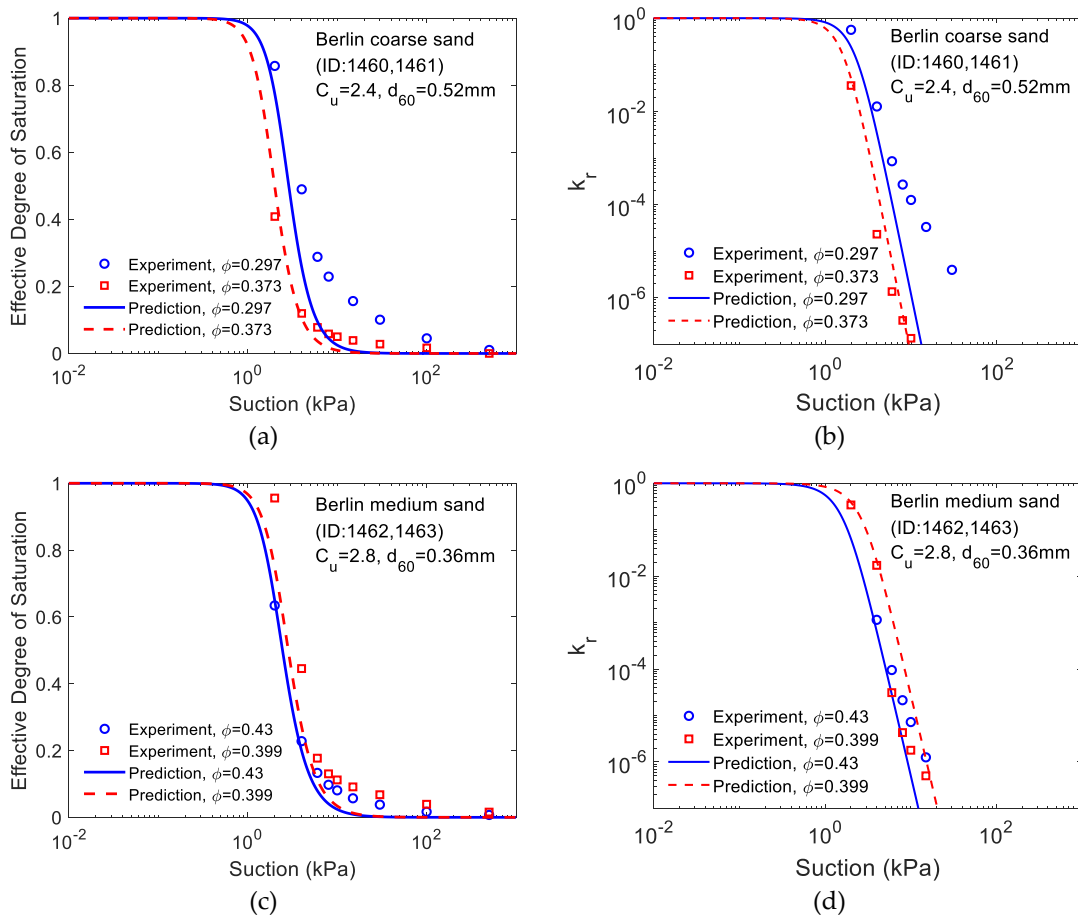 Effective Degree of Saturation
1
0.8
0.6
0.4
0.2
0
Berlin coarse sand
(ID:1460,1461)
C_u=2.4, d_60=0.52mm
Experiment, ϕ=0.297
Experiment, ϕ=0.373
Prediction, ϕ=0.297
Prediction, ϕ=0.373
10^-2 10^0 10^2
Suction (kPa)
(a)
k_r
10^0
10^-2
10^-4
10^-6
Berlin coarse sand
(ID:1460,1461)
C_u=2.4, d_60=0.52mm
Experiment, ϕ=0.297
Experiment, ϕ=0.373
Prediction, ϕ=0.297
Prediction, ϕ=0.373
10^-2 10^0 10^2
Suction (kPa)
(b)
Effective Degree of Saturation
1
0.8
0.6
0.4
0.2
0
Berlin medium sand
(ID:1462,1463)
C_u=2.8, d_60=0.36mm
Experiment, ϕ=0.43
Experiment, ϕ=0.399
Prediction, ϕ=0.43
Prediction, ϕ=0.399
10^-2 10^0 10^2
Suction (kPa)
(c)
k_r
10^0
10^-2
10^-4
10^-6
Berlin medium sand
(ID:1462,1463)
C_u=2.8, d_60=0.36mm
Experiment, ϕ=0.43
Experiment, ϕ=0.399
Prediction, ϕ=0.43
Prediction, ϕ=0.399
10^-2 10^0 10^2
Suction (kPa)
(d)